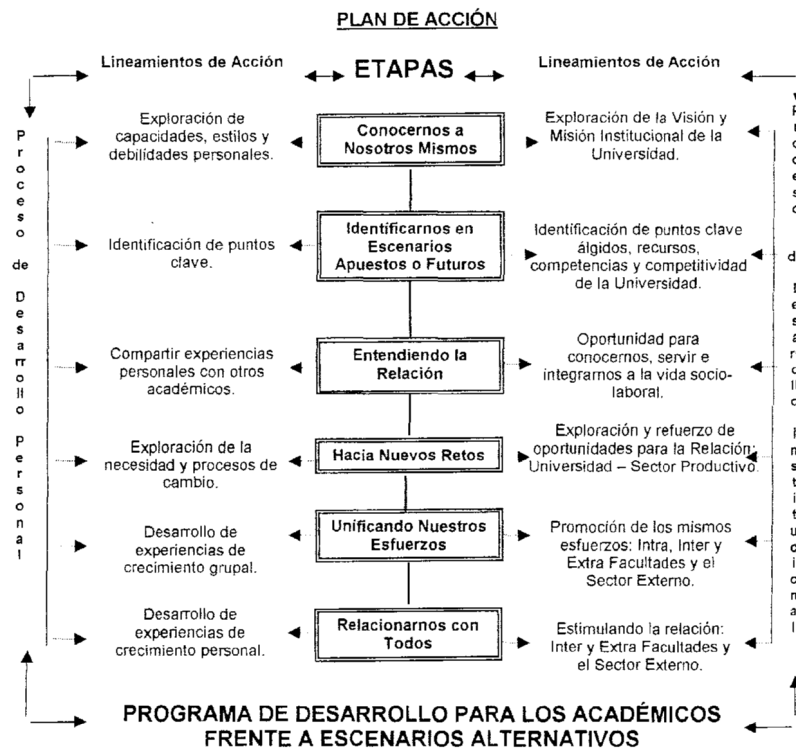 PLAN DE ACCIÓN
Lineamientos de Acción
ETAPAS
Lineamientos de Acción
Proceso de Desarrollo Personal
Exploración de
capacidades, estilos y
debilidades personales.
Conocernos a
Nosotros Mismos
Exploración de la Visión y
Misión Institucional de la
Universidad.
Identificación de puntos
clave.
Identificarnos en
Escenarios
Apuestos o Futuros
Identificación de puntos clave
álgidos, recursos,
competencias y competitividad
de la Universidad.
Compartir experiencias
personales con otros
académicos.
Entendiendo la
Relación
Oportunidad para
conocernos, servir e
integrarnos a la vida socio-
laboral.
Exploración de la
necesidad y procesos de
cambio.
Hacia Nuevos Retos
Exploración y refuerzo de
oportunidades para la Relación:
Universidad – Sector Productivo.
Desarrollo de
experiencias de
crecimiento grupal.
Unificando Nuestros
Esfuerzos
Promoción de los mismos
esfuerzos: Intra, Inter y
Extra Facultades y el
Sector Externo.
Desarrollo de
experiencias de
crecimiento personal.
Relacionarnos con
Todos
Estimulando la relación:
Inter y Extra Facultades y
el Sector Externo.
PROGRAMA DE DESARROLLO PARA LOS ACADÉMICOS
FRENTE A ESCENARIOS ALTERNATIVOS